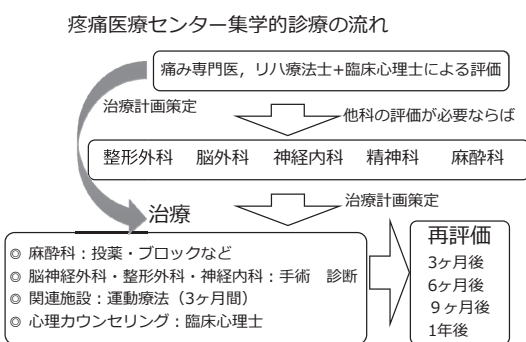 疼痛医療センター集学的診療の流れ
痛み専門医，リハ療法士+臨床心理士による評価
治療計画策定
他科の評価が必要ならば
整形外科　脳外科　神経内科　精神科　麻酔科
治療計画策定
治療
◎ 麻酔科：投薬・ブロックなど
◎ 脳神経外科・整形外科・神経内科：手術　診断
◎ 関連施設：運動療法（3ヶ月間）
◎ 心理カウンセリング：臨床心理士
再評価
3ヶ月後
6ヶ月後
９ヶ月後
1年後